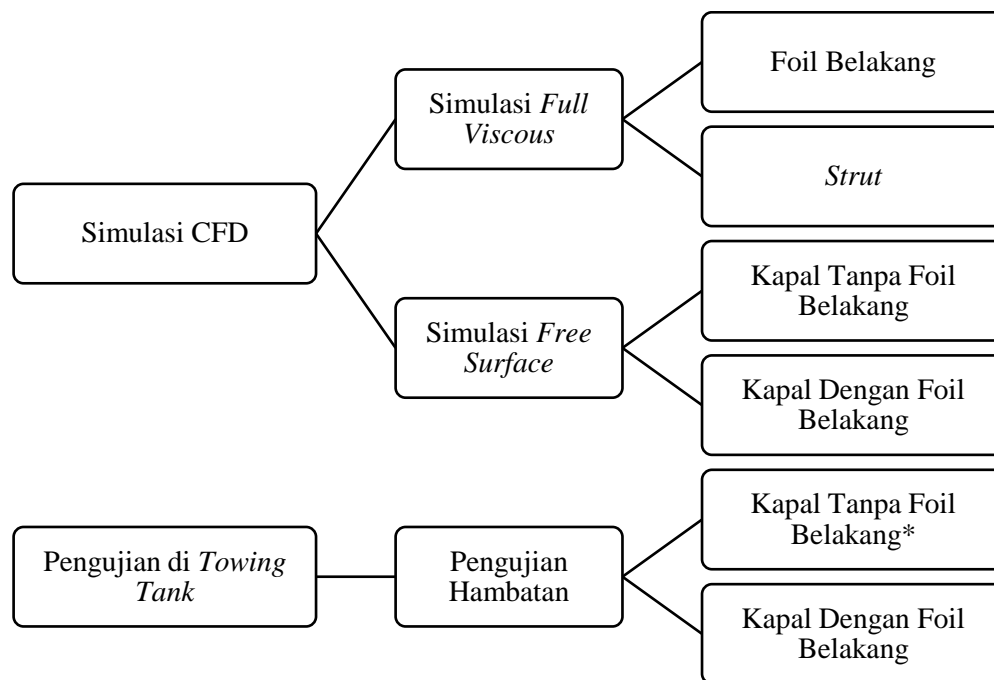 Simulasi CFD
Simulasi Full
Viscous
Foil Belakang
Strut
Simulasi Free
Surface
Kapal Tanpa Foil
Belakang
Kapal Dengan Foil
Belakang
Pengujian di Towing
Tank
Pengujian
Hambatan
Kapal Tanpa Foil
Belakang*
Kapal Dengan Foil
Belakang